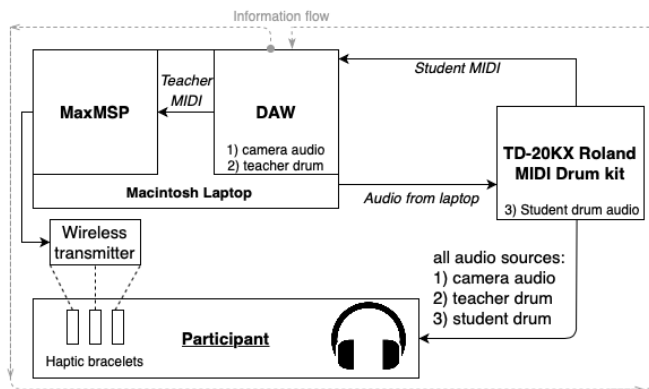 Information flow
Student MIDI
Teacher
MIDI
MaxMSP
DAW
1) camera audio
2) teacher drum
Macintosh Laptop
TD-20KX Roland
MIDI Drum kit
3) Student drum audio
Audio from laptop
Wireless
transmitter
all audio sources:
1) camera audio
2) teacher drum
3) student drum
Participant
Haptic bracelets